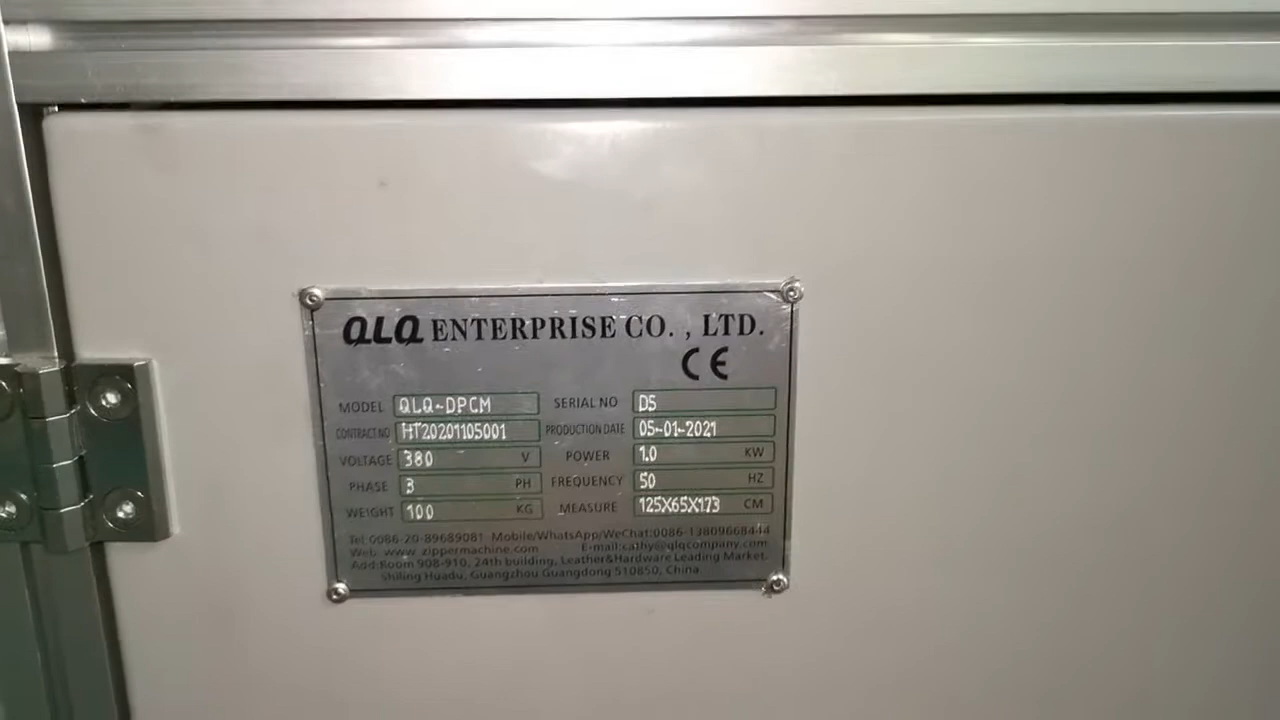 QLQ ENTERPRISE CO. , LTD.
CE
MODEL QLQ-DPCM SERIAL NO DS
CONTRACT NO HT20201105001 PRODUCTION DATE 05-01-2021
VOLTAGE 380 V POWER 1.0 KW
PHASE 3 PH FREQUENCY 50 HZ
WEIGHT 100 KG MEASURE 125X65X173 CM
Tel:0086-20-89689081 Mobile/WhatsApp/WeChat:0086-13809668444
Web: www. zippermachine.com E-mail:cathy@qlqcompany.com
Add:Room 908-910, 24th building, Leather&Hardware Leading Market,
Shiling Huadu, Guangzhou Guangdong 510850, China